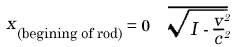 x(begining of rod) = 0 √(I - v²/c²)